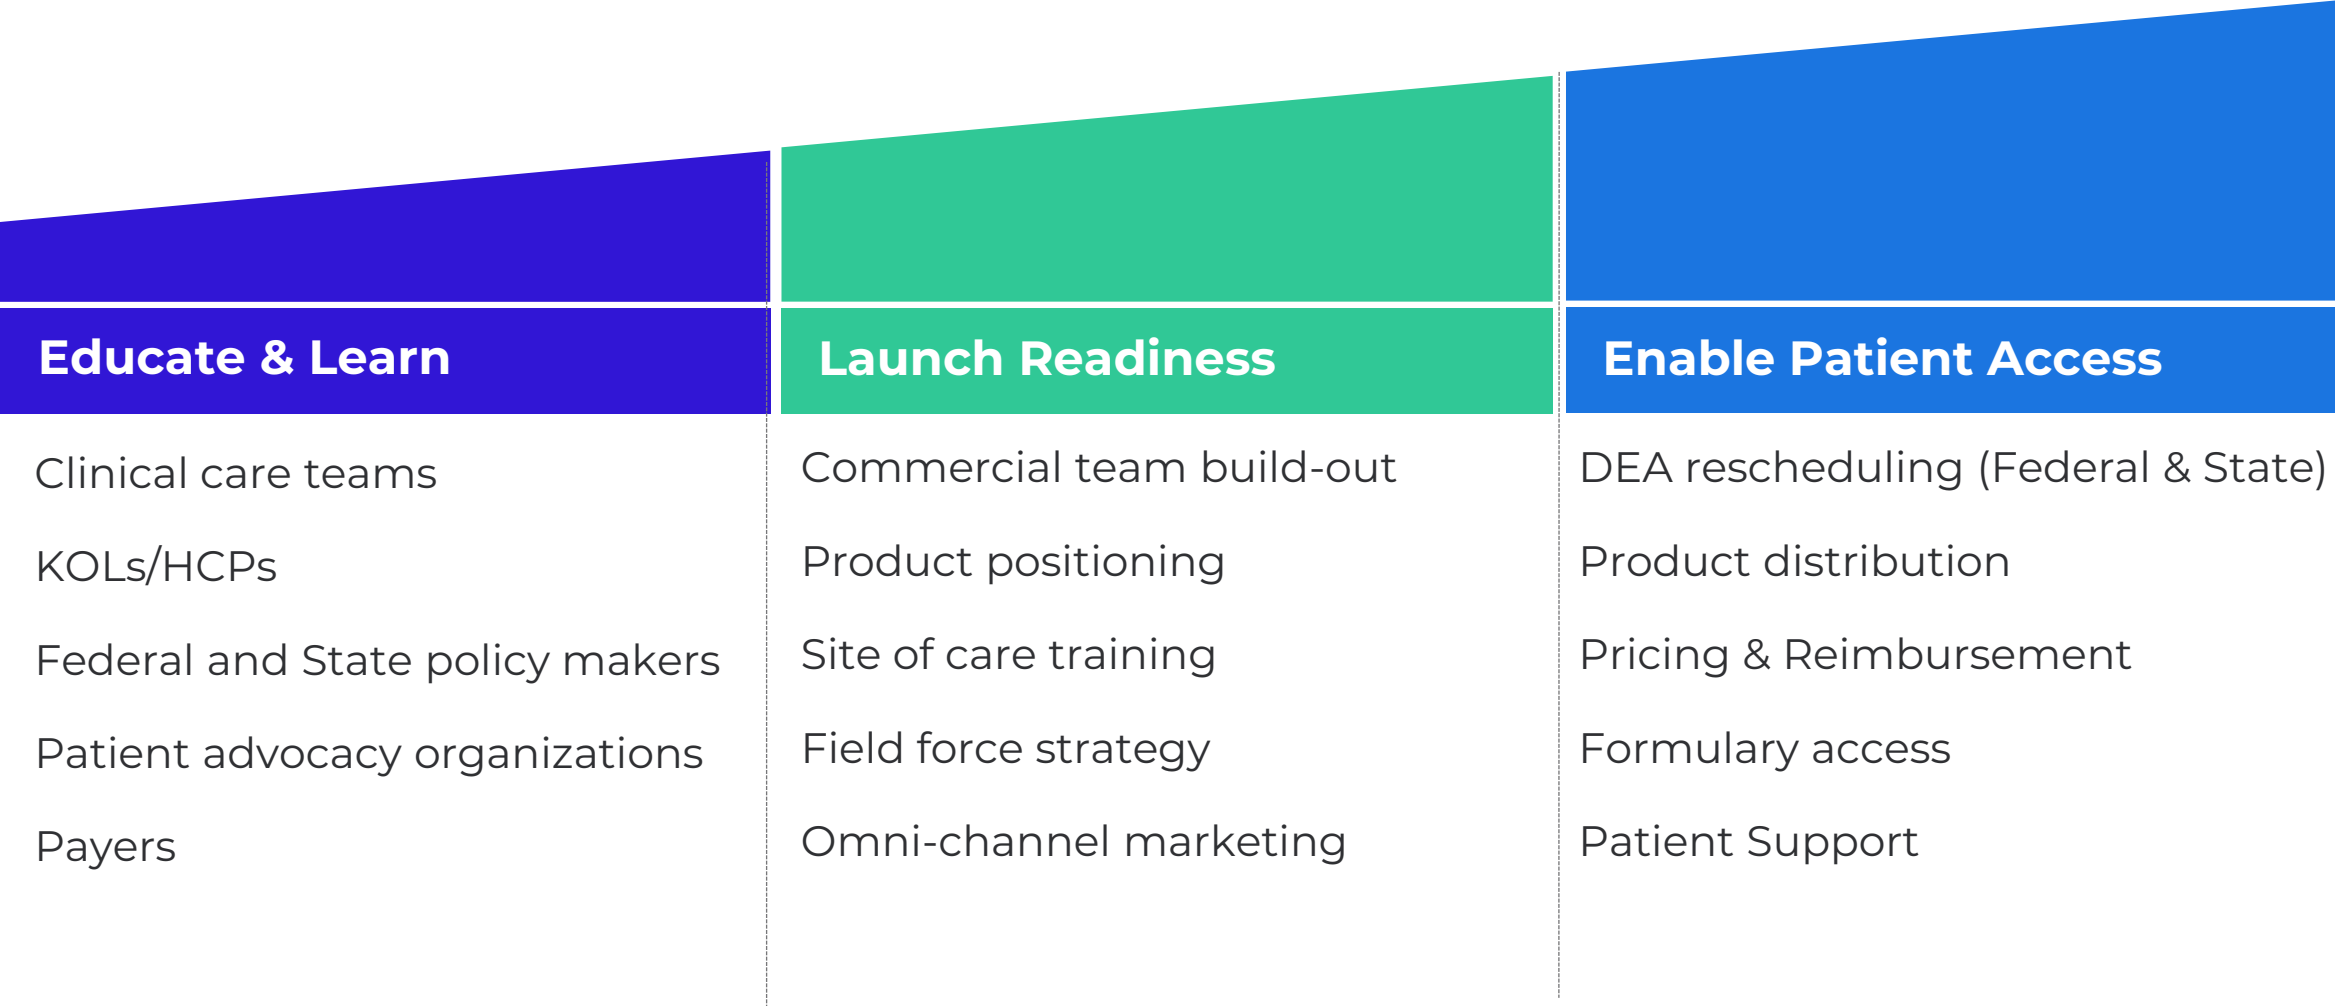 Educate & Learn
Clinical care teams
KOLs/HCPs
Federal and State policy makers
Patient advocacy organizations
Payers
Launch Readiness
Commercial team build-out
Product positioning
Site of care training
Field force strategy
Omni-channel marketing
Enable Patient Access
DEA rescheduling (Federal & State)
Product distribution
Pricing & Reimbursement
Formulary access
Patient Support